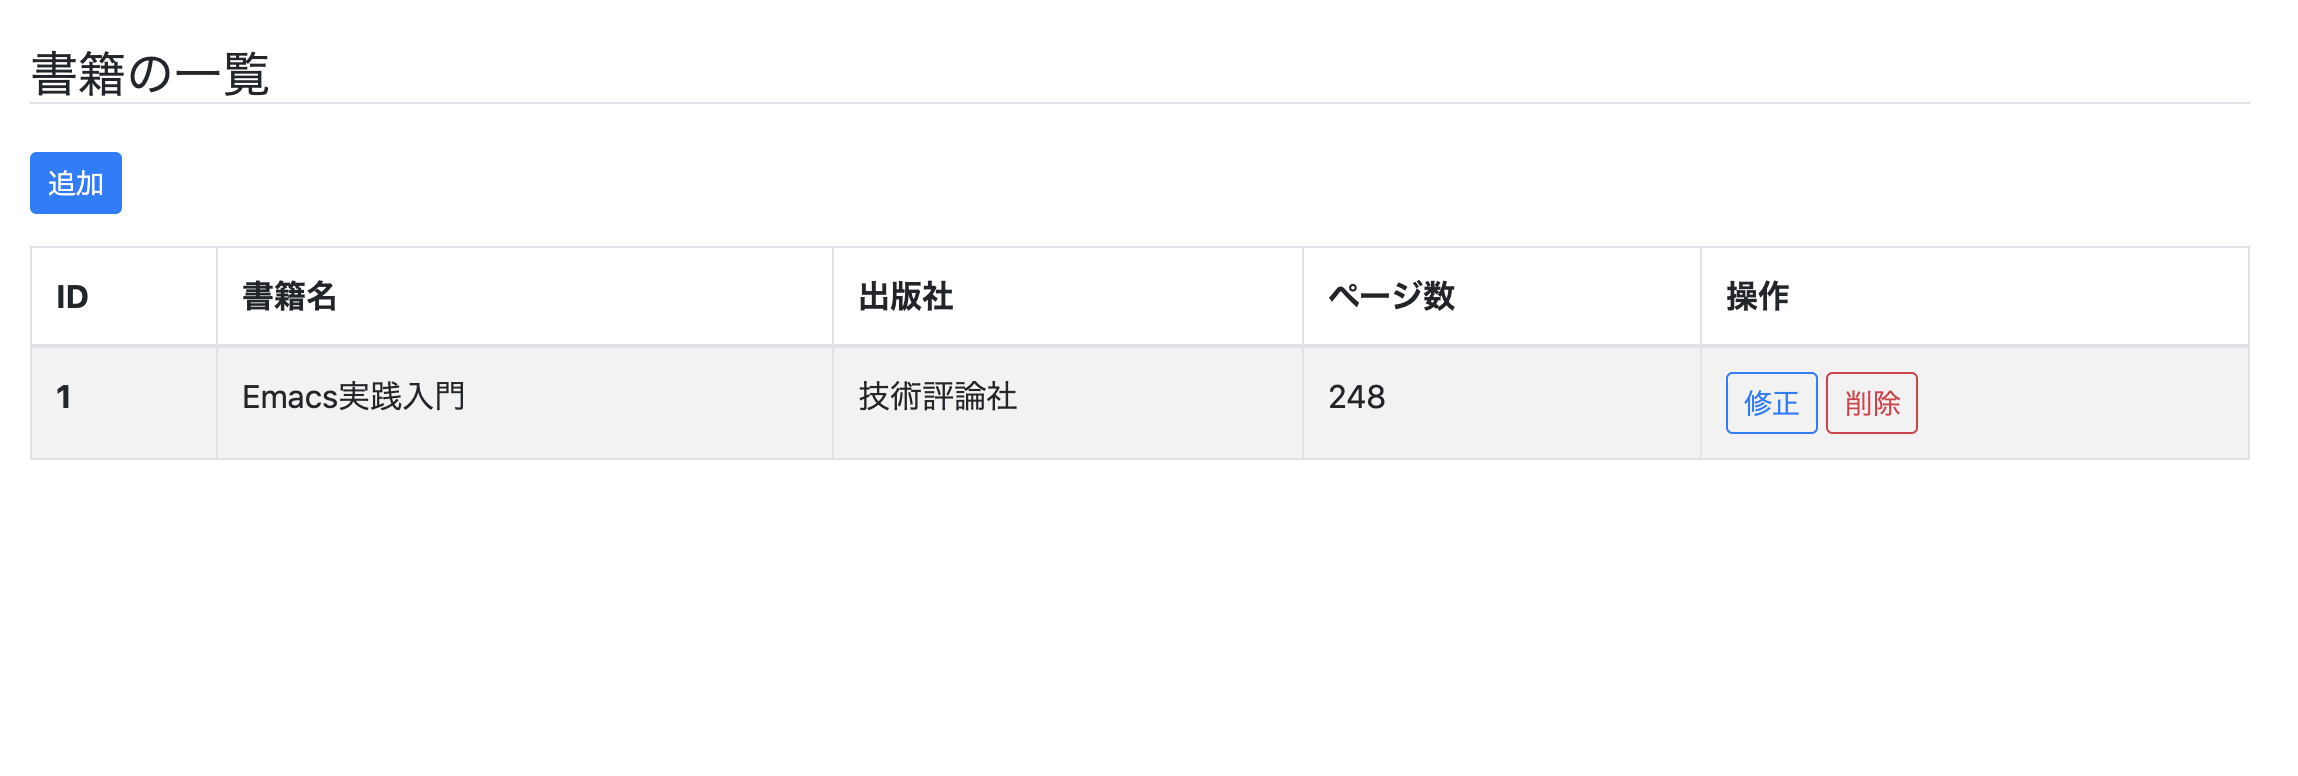 書籍の一覧
追加
ID 書籍名 出版社 ページ数 操作
1 Emacs実践入門 技術評論社 248 修正 削除